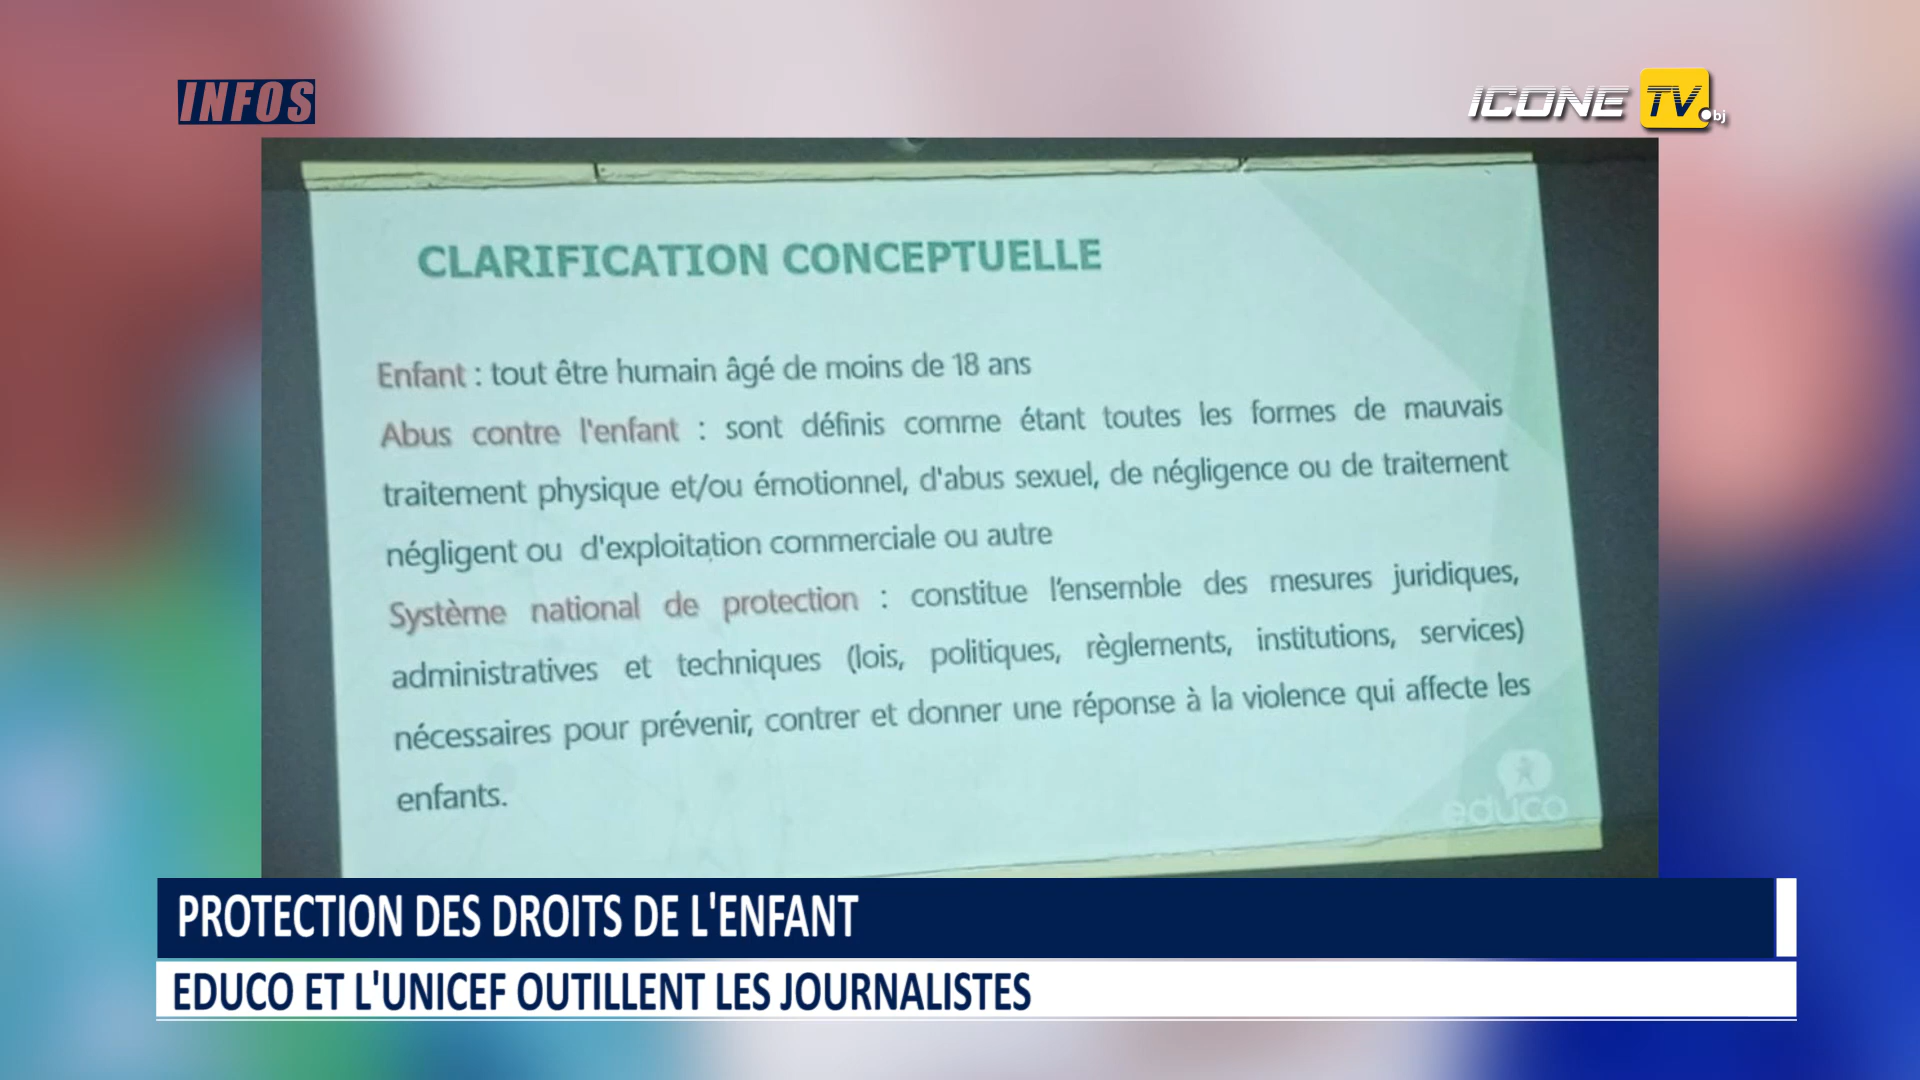 INFOS
ICONE TV.bj
CLARIFICATION CONCEPTUELLE
Enfant : tout être humain âgé de moins de 18 ans
Abus contre l'enfant : sont définis comme étant toutes les formes de mauvais
traitement physique et/ou émotionnel, d'abus sexuel, de négligence ou de traitement
négligent ou d'exploitation commerciale ou autre
Système national de protection : constitue l’ensemble des mesures juridiques,
administratives et techniques (lois, politiques, règlements, institutions, services)
nécessaires pour prévenir, contrer et donner une réponse à la violence qui affecte les
enfants.
educo
PROTECTION DES DROITS DE L'ENFANT
EDUCO ET L'UNICEF OUTILLENT LES JOURNALISTES